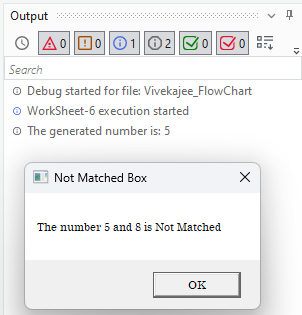 Output
0 0 1 2 0 0
Search
Debug started for file: Vivekajee_FlowChart
WorkSheet-6 execution started
The generated number is: 5
Not Matched Box
The number 5 and 8 is Not Matched
OK